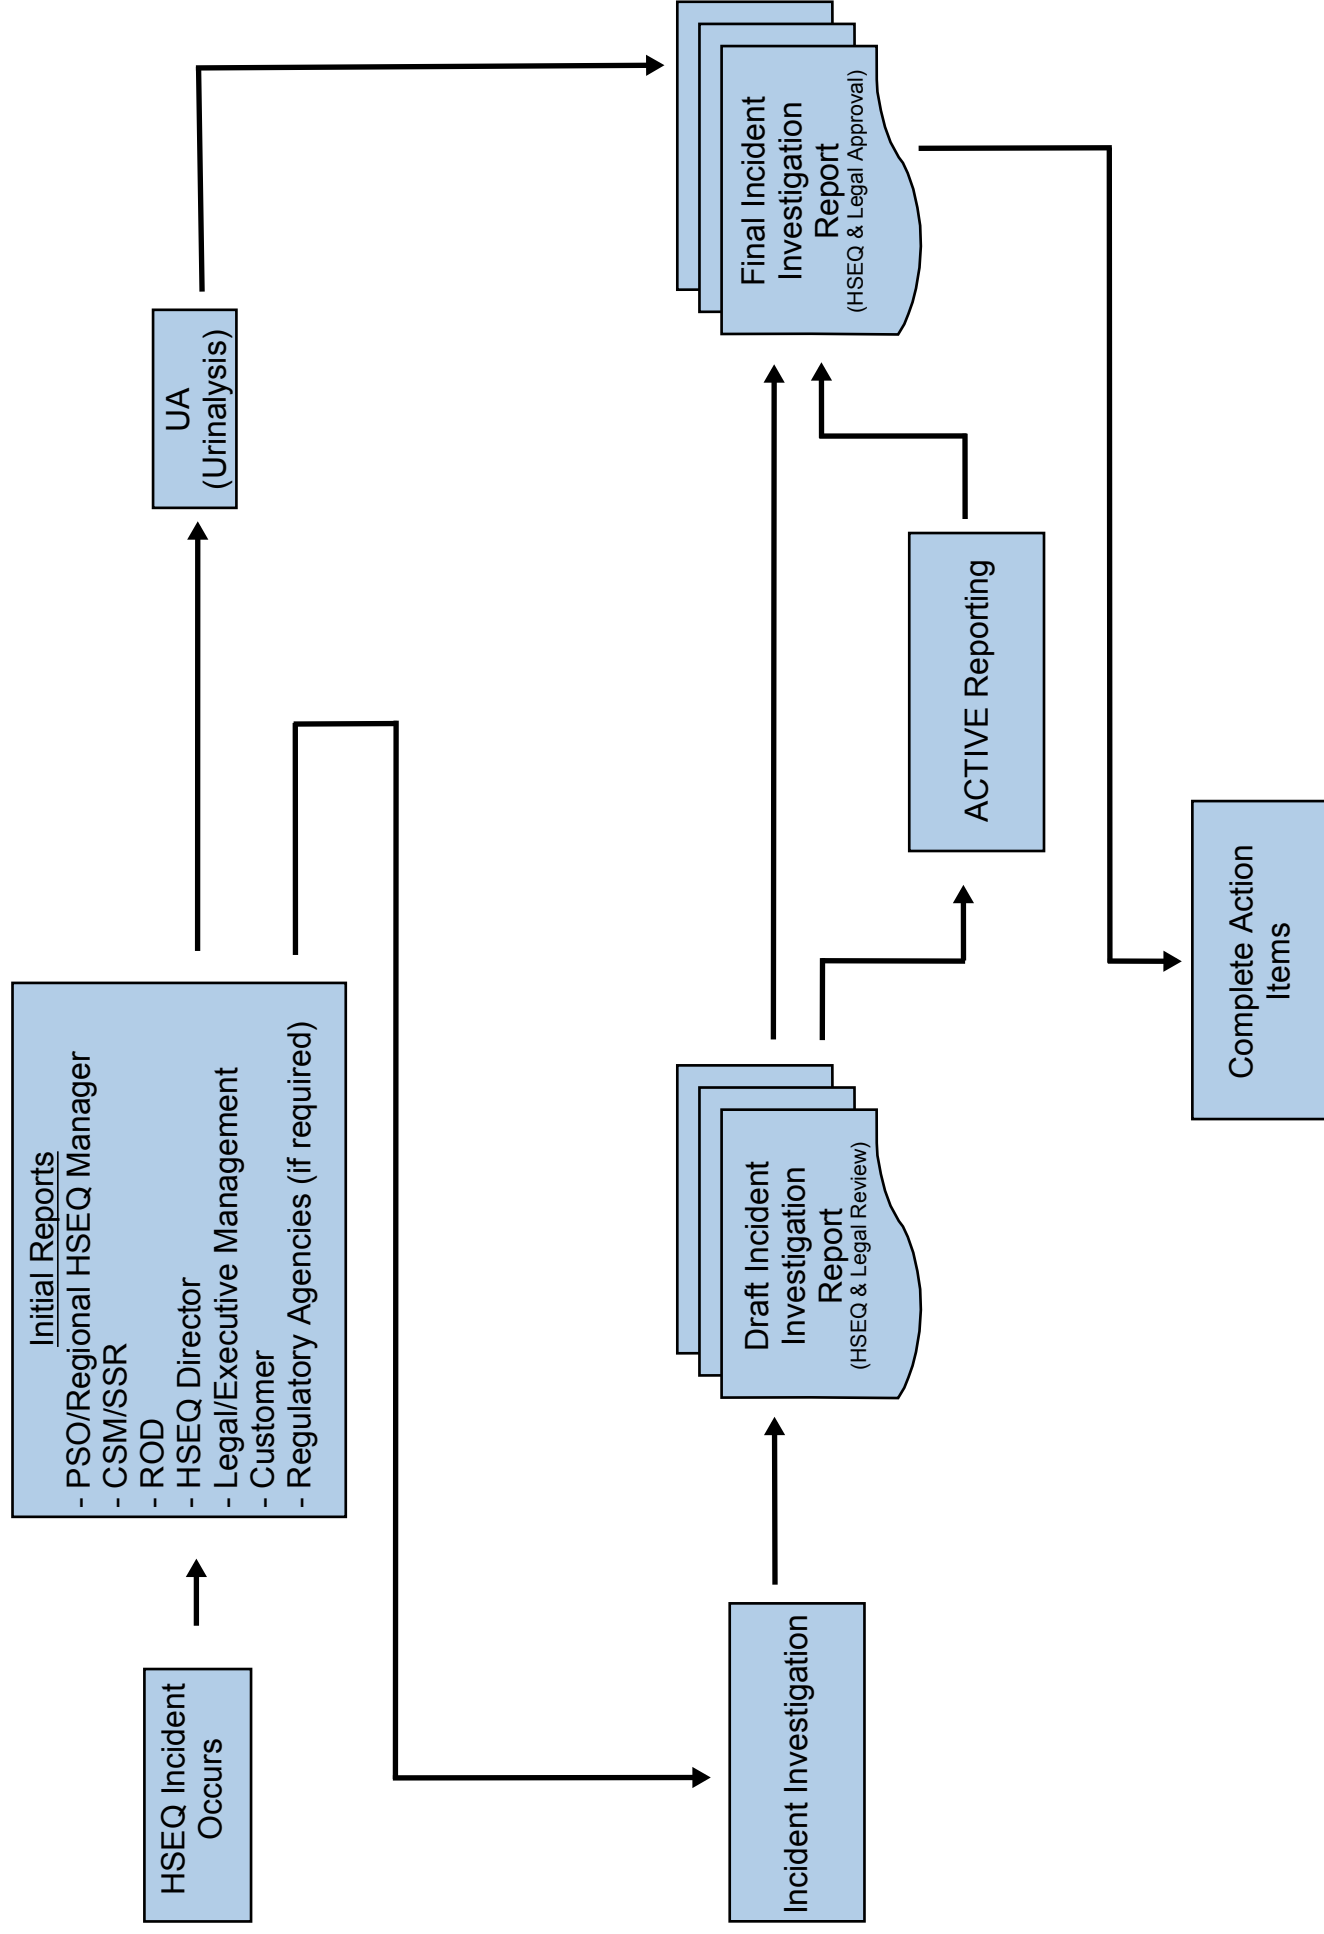 HSEQ Incident
Occurs
Initial Reports
- PSO/Regional HSEQ Manager
- CSM/SSR
- ROD
- HSEQ Director
- Legal/Executive Management
- Customer
- Regulatory Agencies (if required)
UA
(Urinalysis)
Incident Investigation
Draft Incident
Investigation
Report
(HSEQ & Legal Review)
ACTIVE Reporting
Final Incident
Investigation
Report
(HSEQ & Legal Approval)
Complete Action
Items